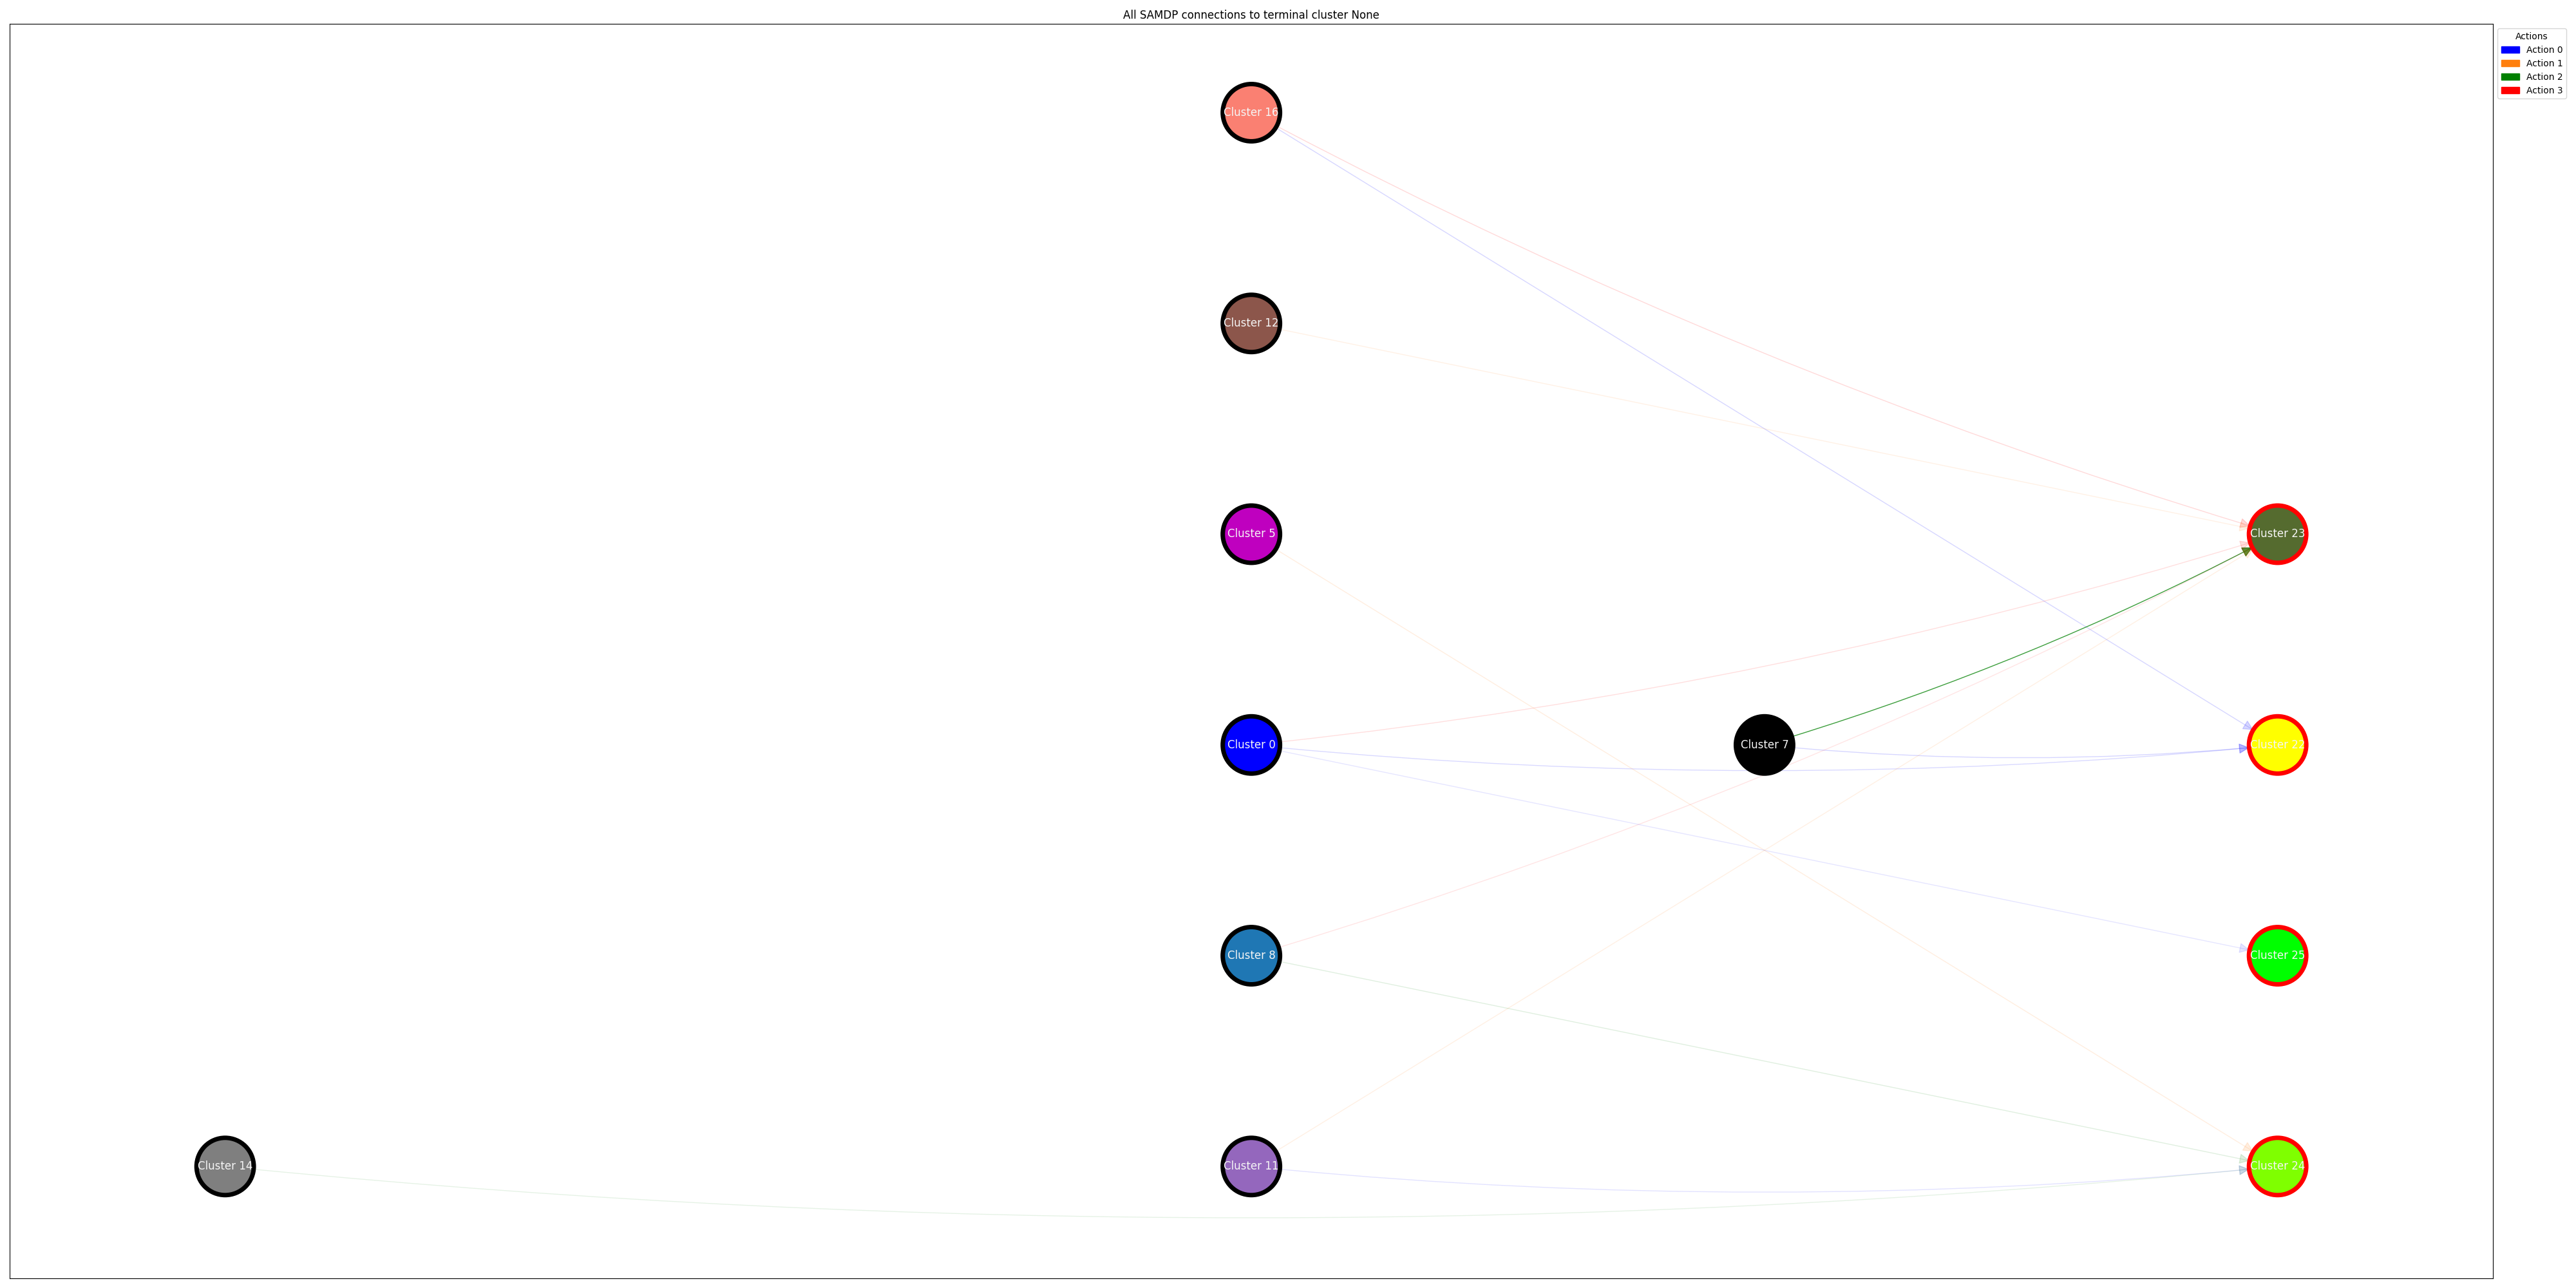 All SAMDP connections to terminal cluster None
Actions
Action 0
Action 1
Action 2
Action 3
Cluster 16
Cluster 12
Cluster 5
Cluster 23
Cluster 0
Cluster 7
Cluster 22
Cluster 8
Cluster 25
Cluster 14
Cluster 11
Cluster 24